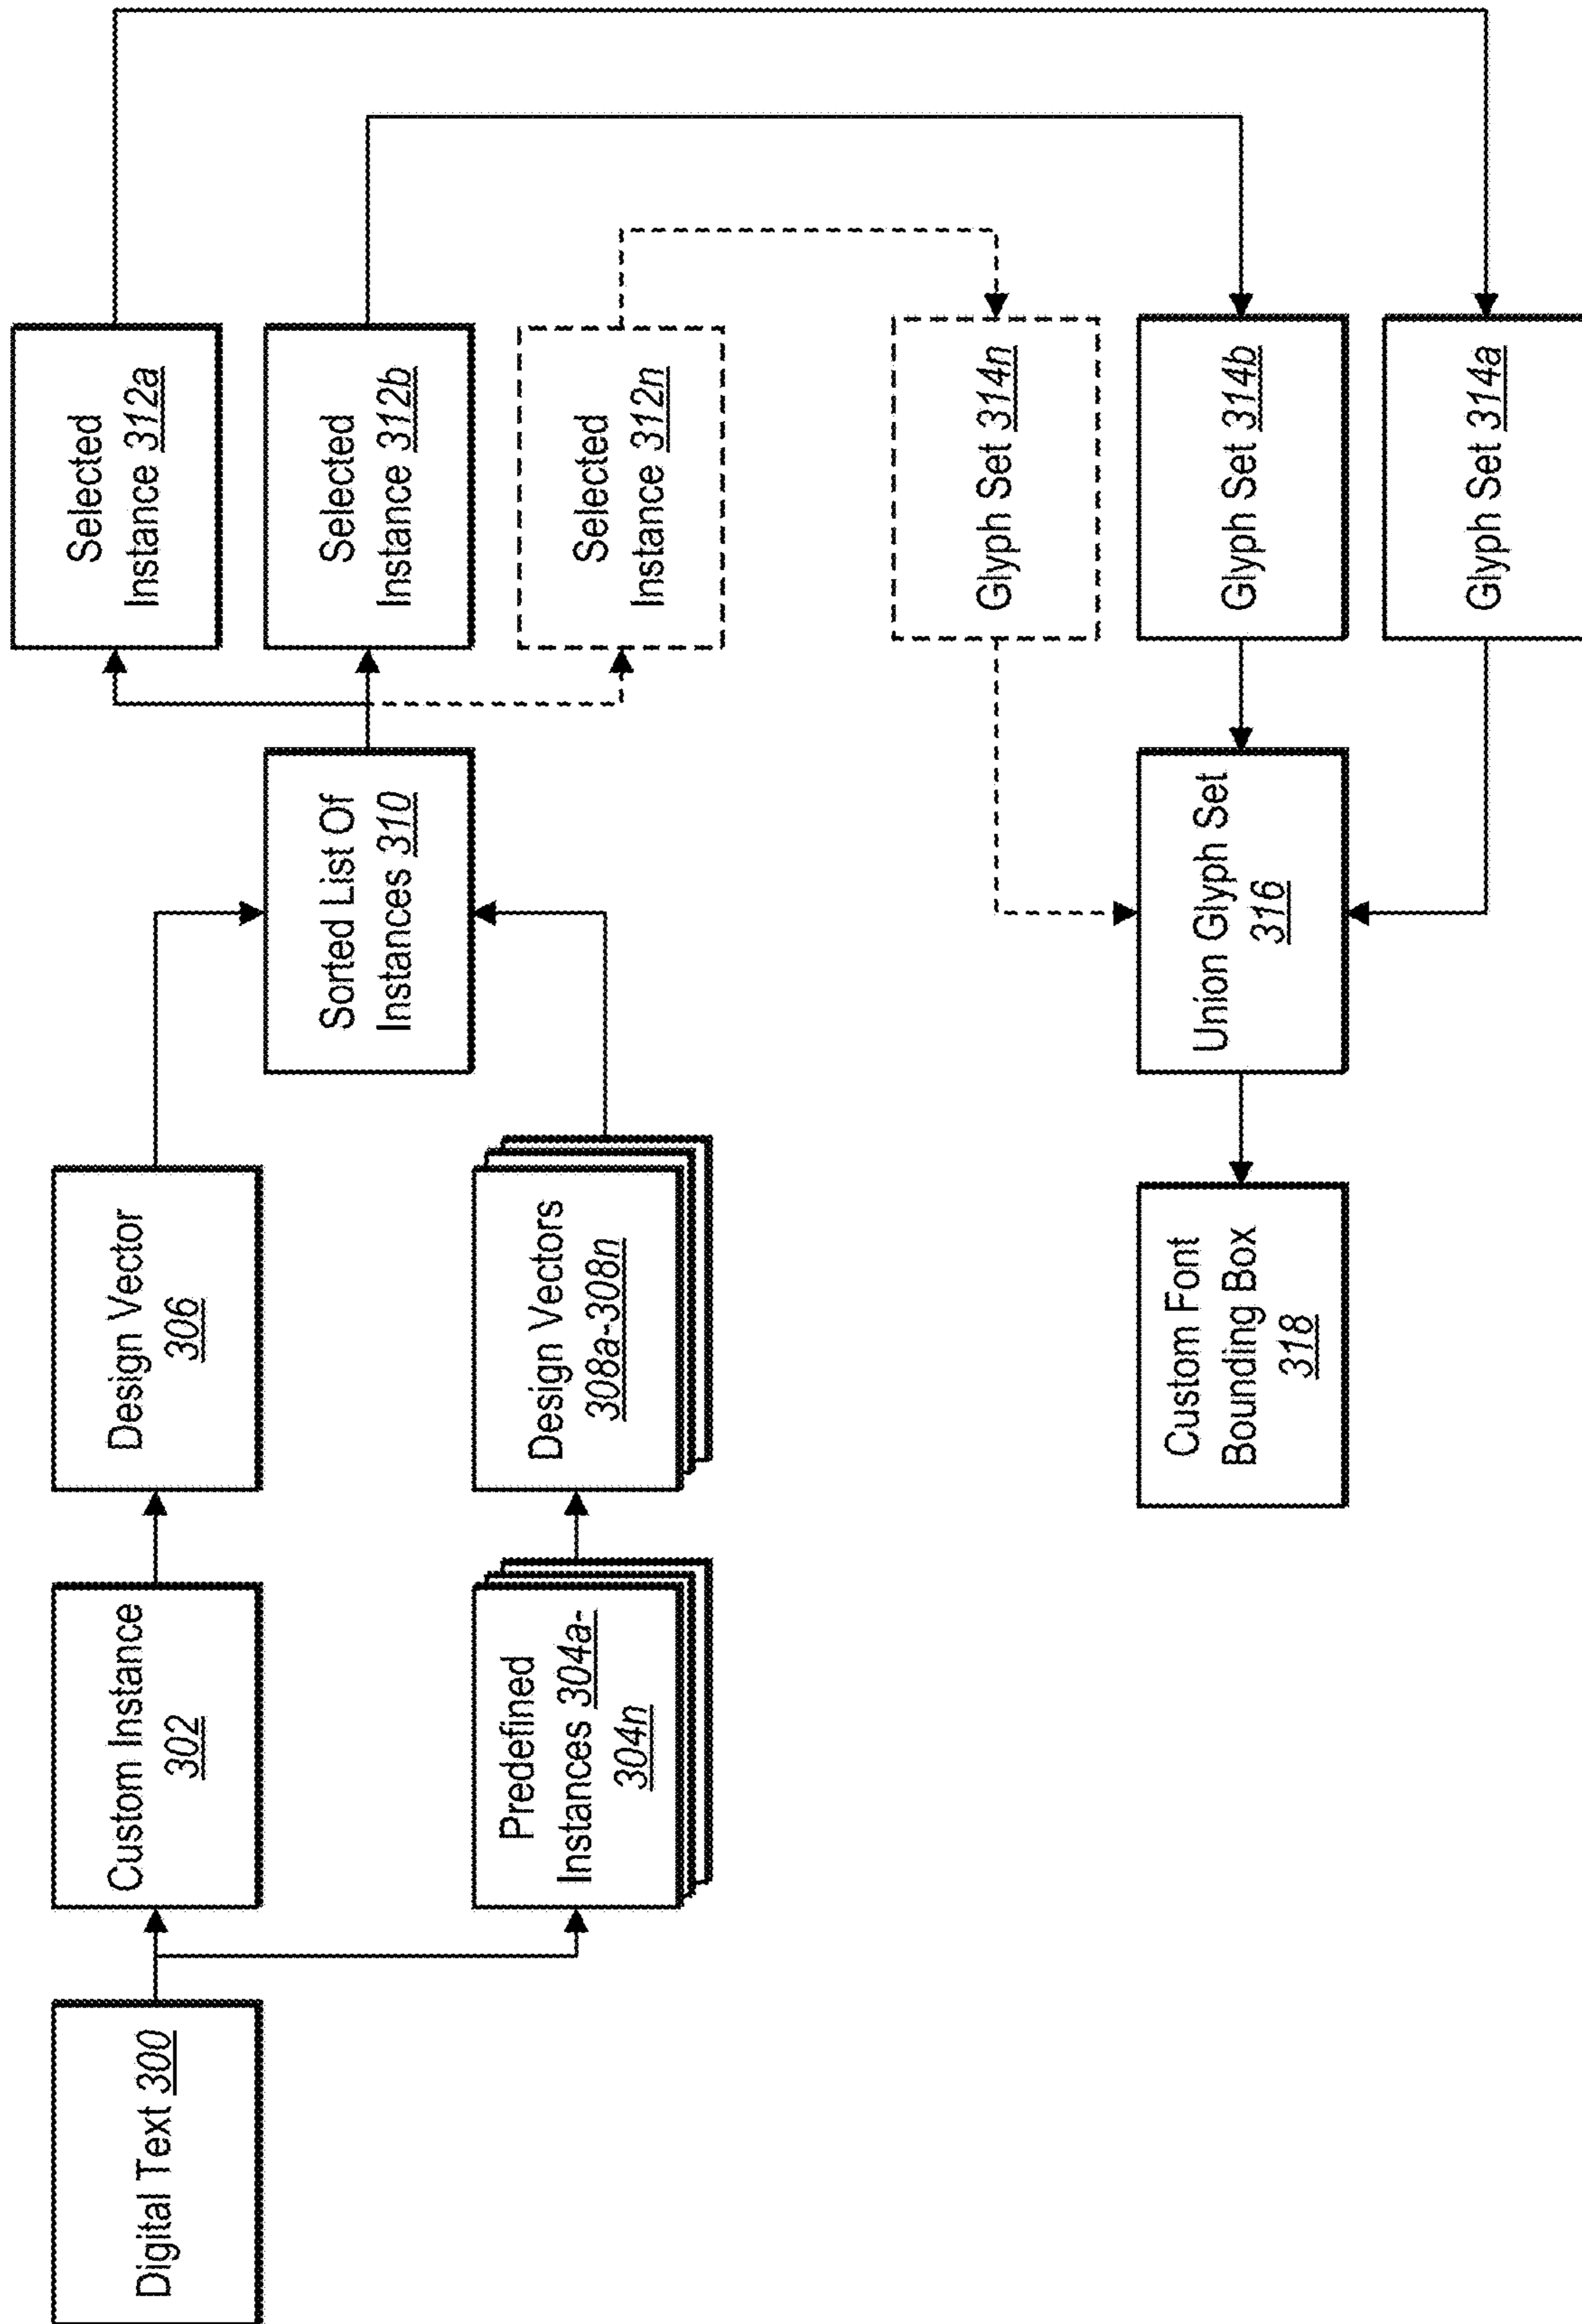 Digital Text 300
Custom Instance
302
Predefined
Instances 304a-
304n
Design Vector
306
Design Vectors
308a-308n
Sorted List Of
Instances 310
Selected
Instance 312a
Selected
Instance 312b
Selected
Instance 312n
Glyph Set 314n
Glyph Set 314b
Glyph Set 314a
Union Glyph Set
316
Custom Font
Bounding Box
318